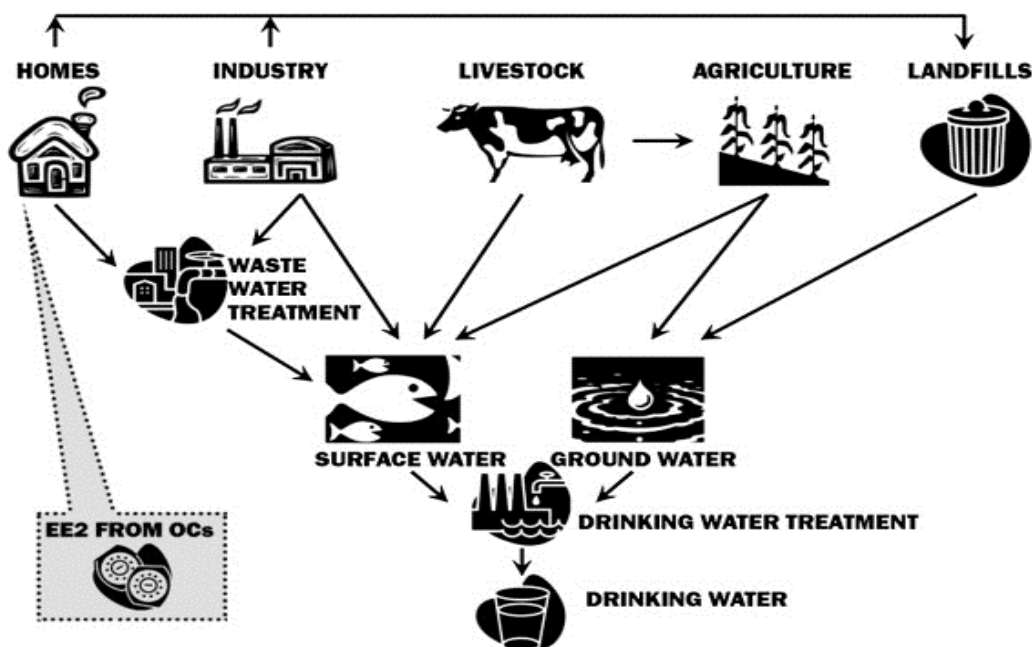 HOMES
INDUSTRY
LIVESTOCK
AGRICULTURE
LANDFILLS
WASTE
WATER
TREATMENT
SURFACE WATER
GROUND WATER
EE2 FROM OCs
DRINKING WATER TREATMENT
DRINKING WATER